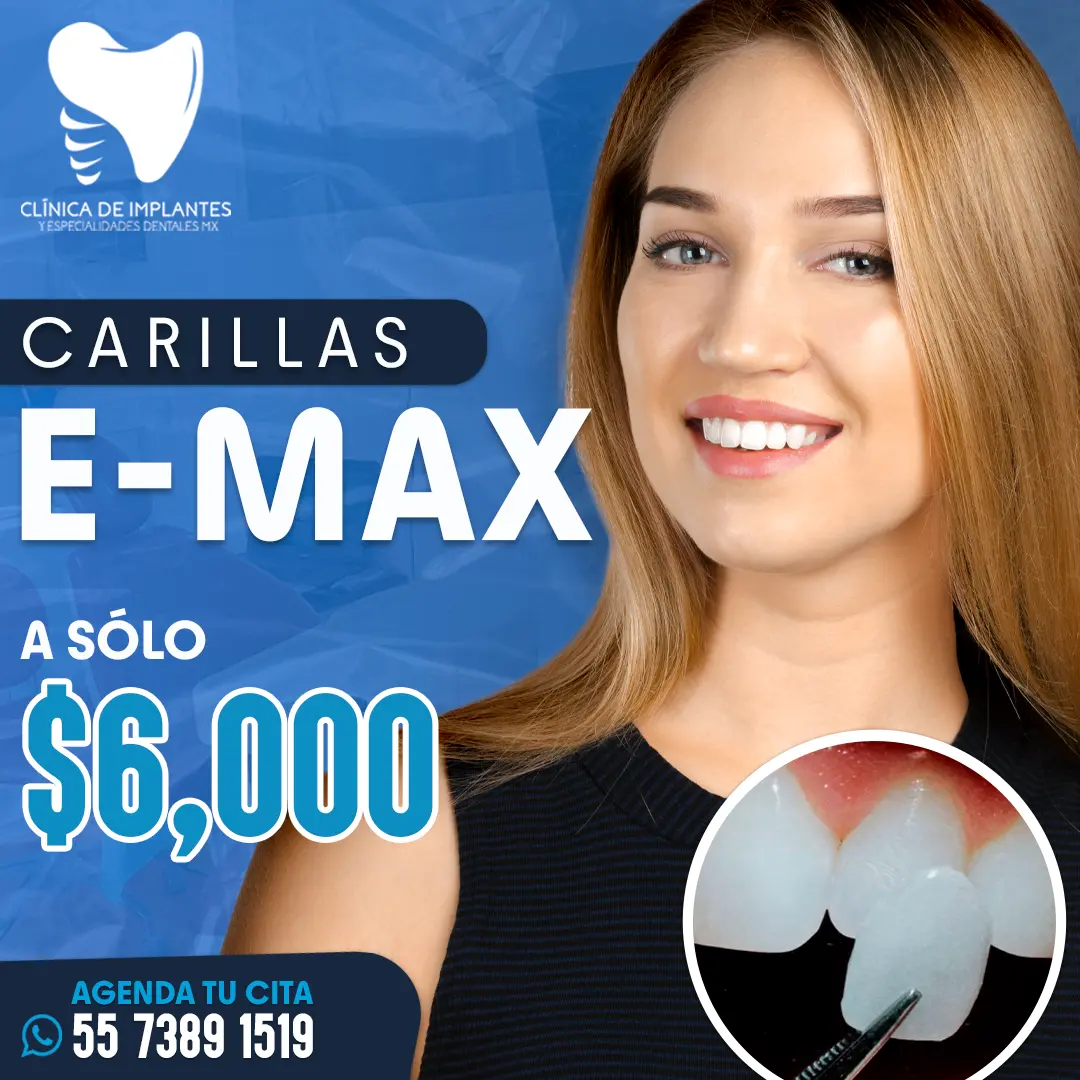 CLÍNICA DE IMPLANTES
Y ESPECIALIDADES DENTALES MX
CARILLAS
E-MAX
A SÓLO
$6,000
AGENDA TU CITA
55 7389 1519